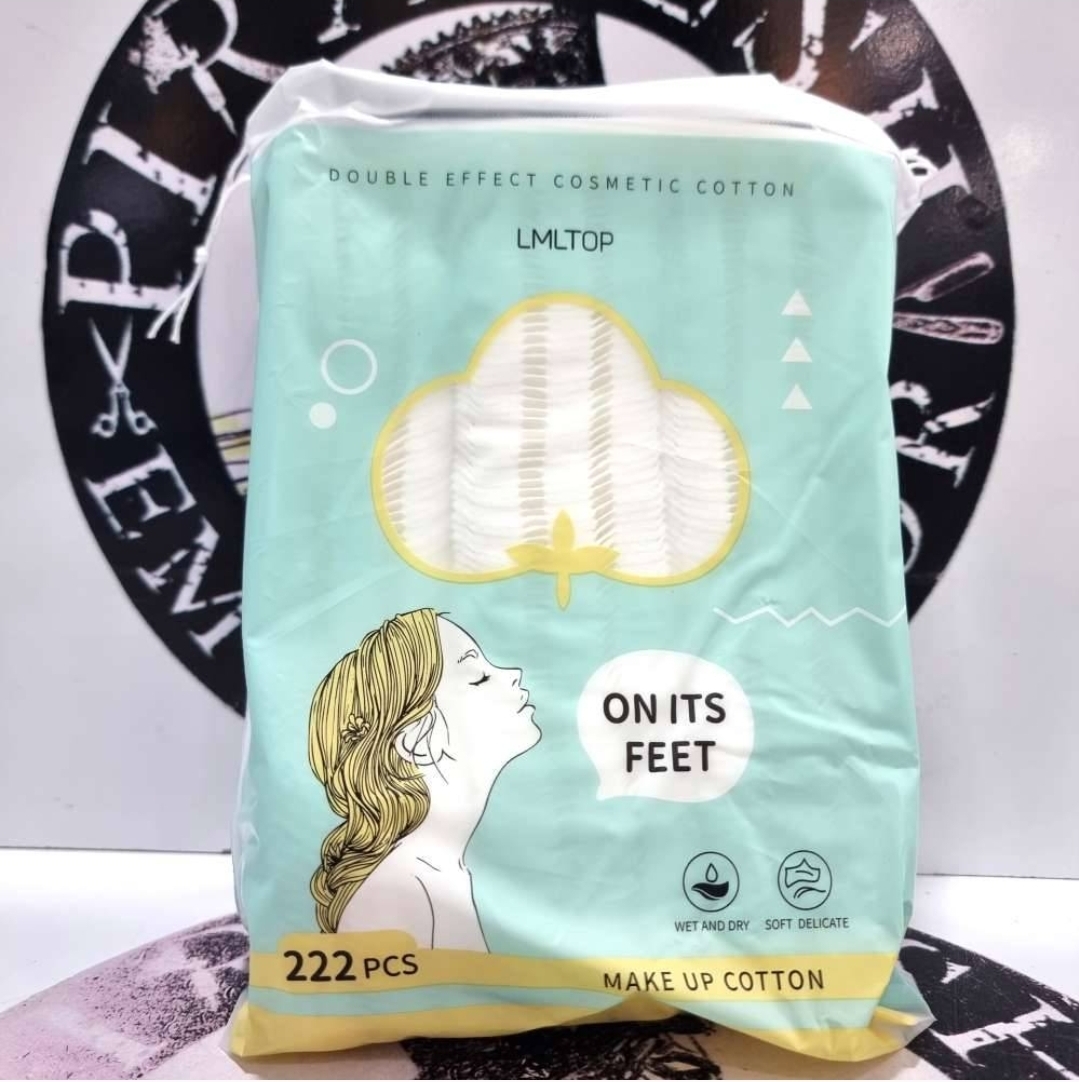 DOUBLE EFFECT COSMETIC COTTON
LMLTOP
ON ITS
FEET
WET AND DRY
SOFT DELICATE
222 PCS
MAKE UP COTTON